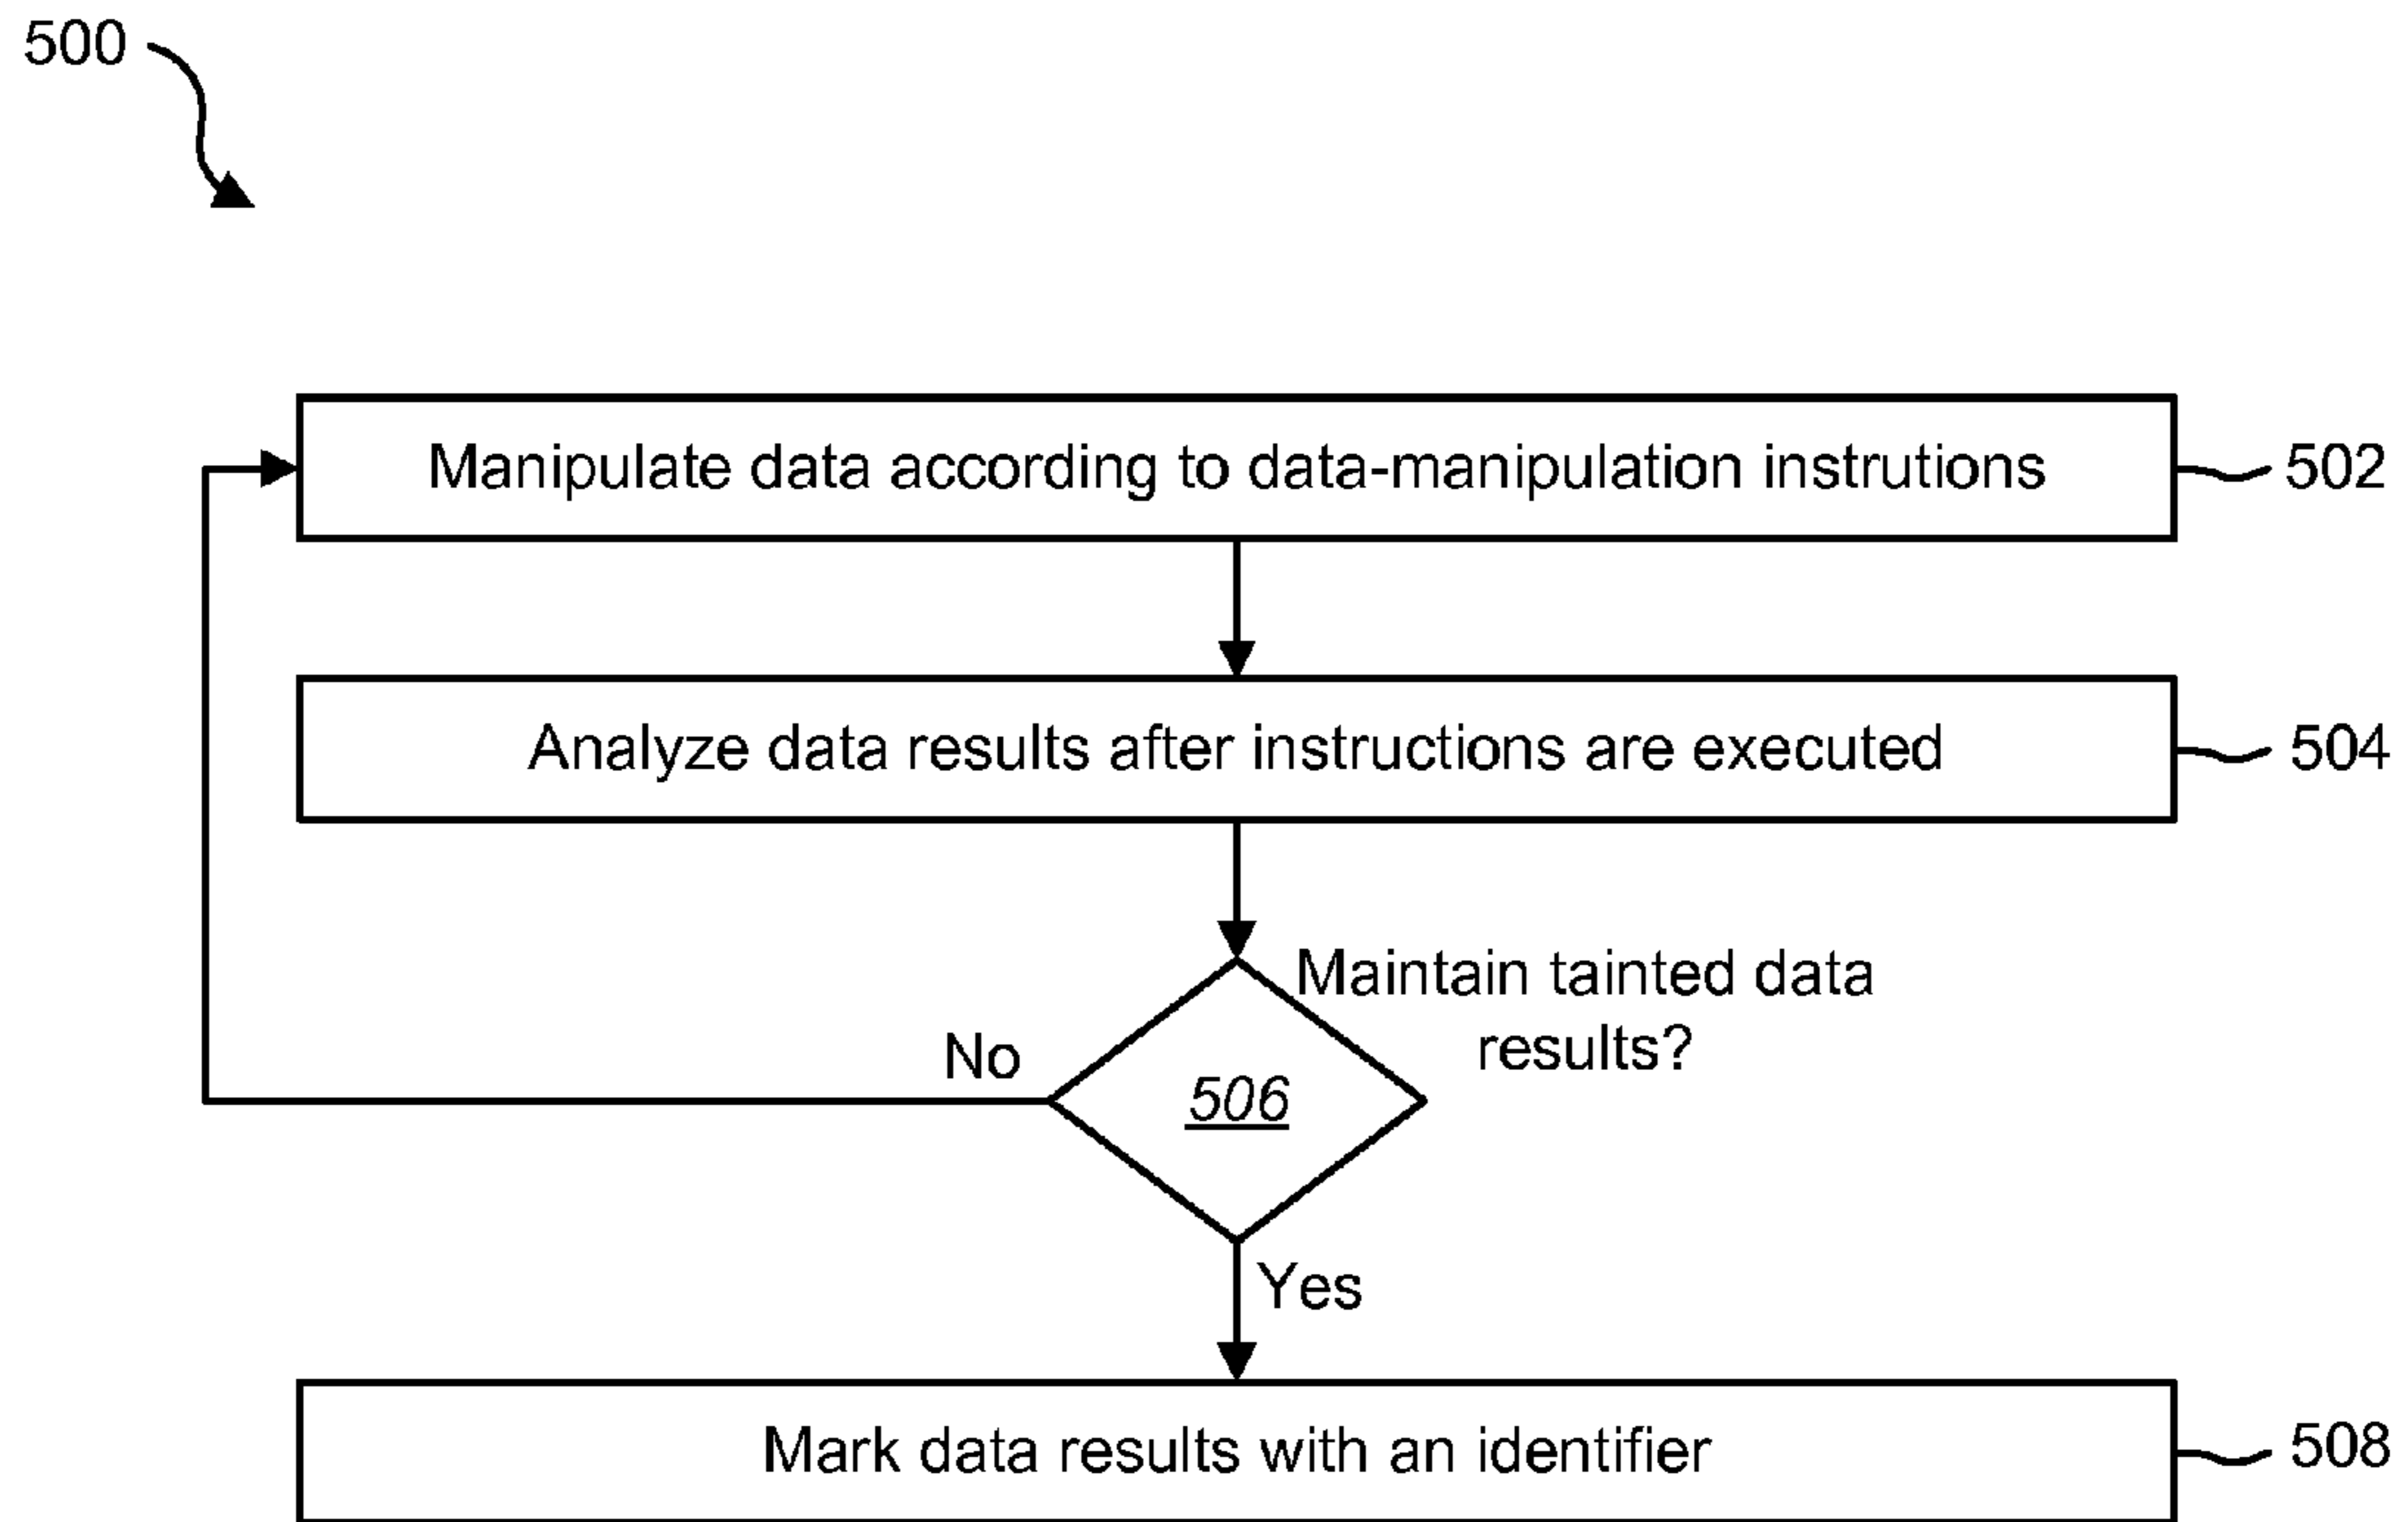 500
Manipulate data according to data-manipulation instrutions
502
Analyze data results after instructions are executed
504
Maintain tainted data
results?
No
506
Yes
Mark data results with an identifier
508